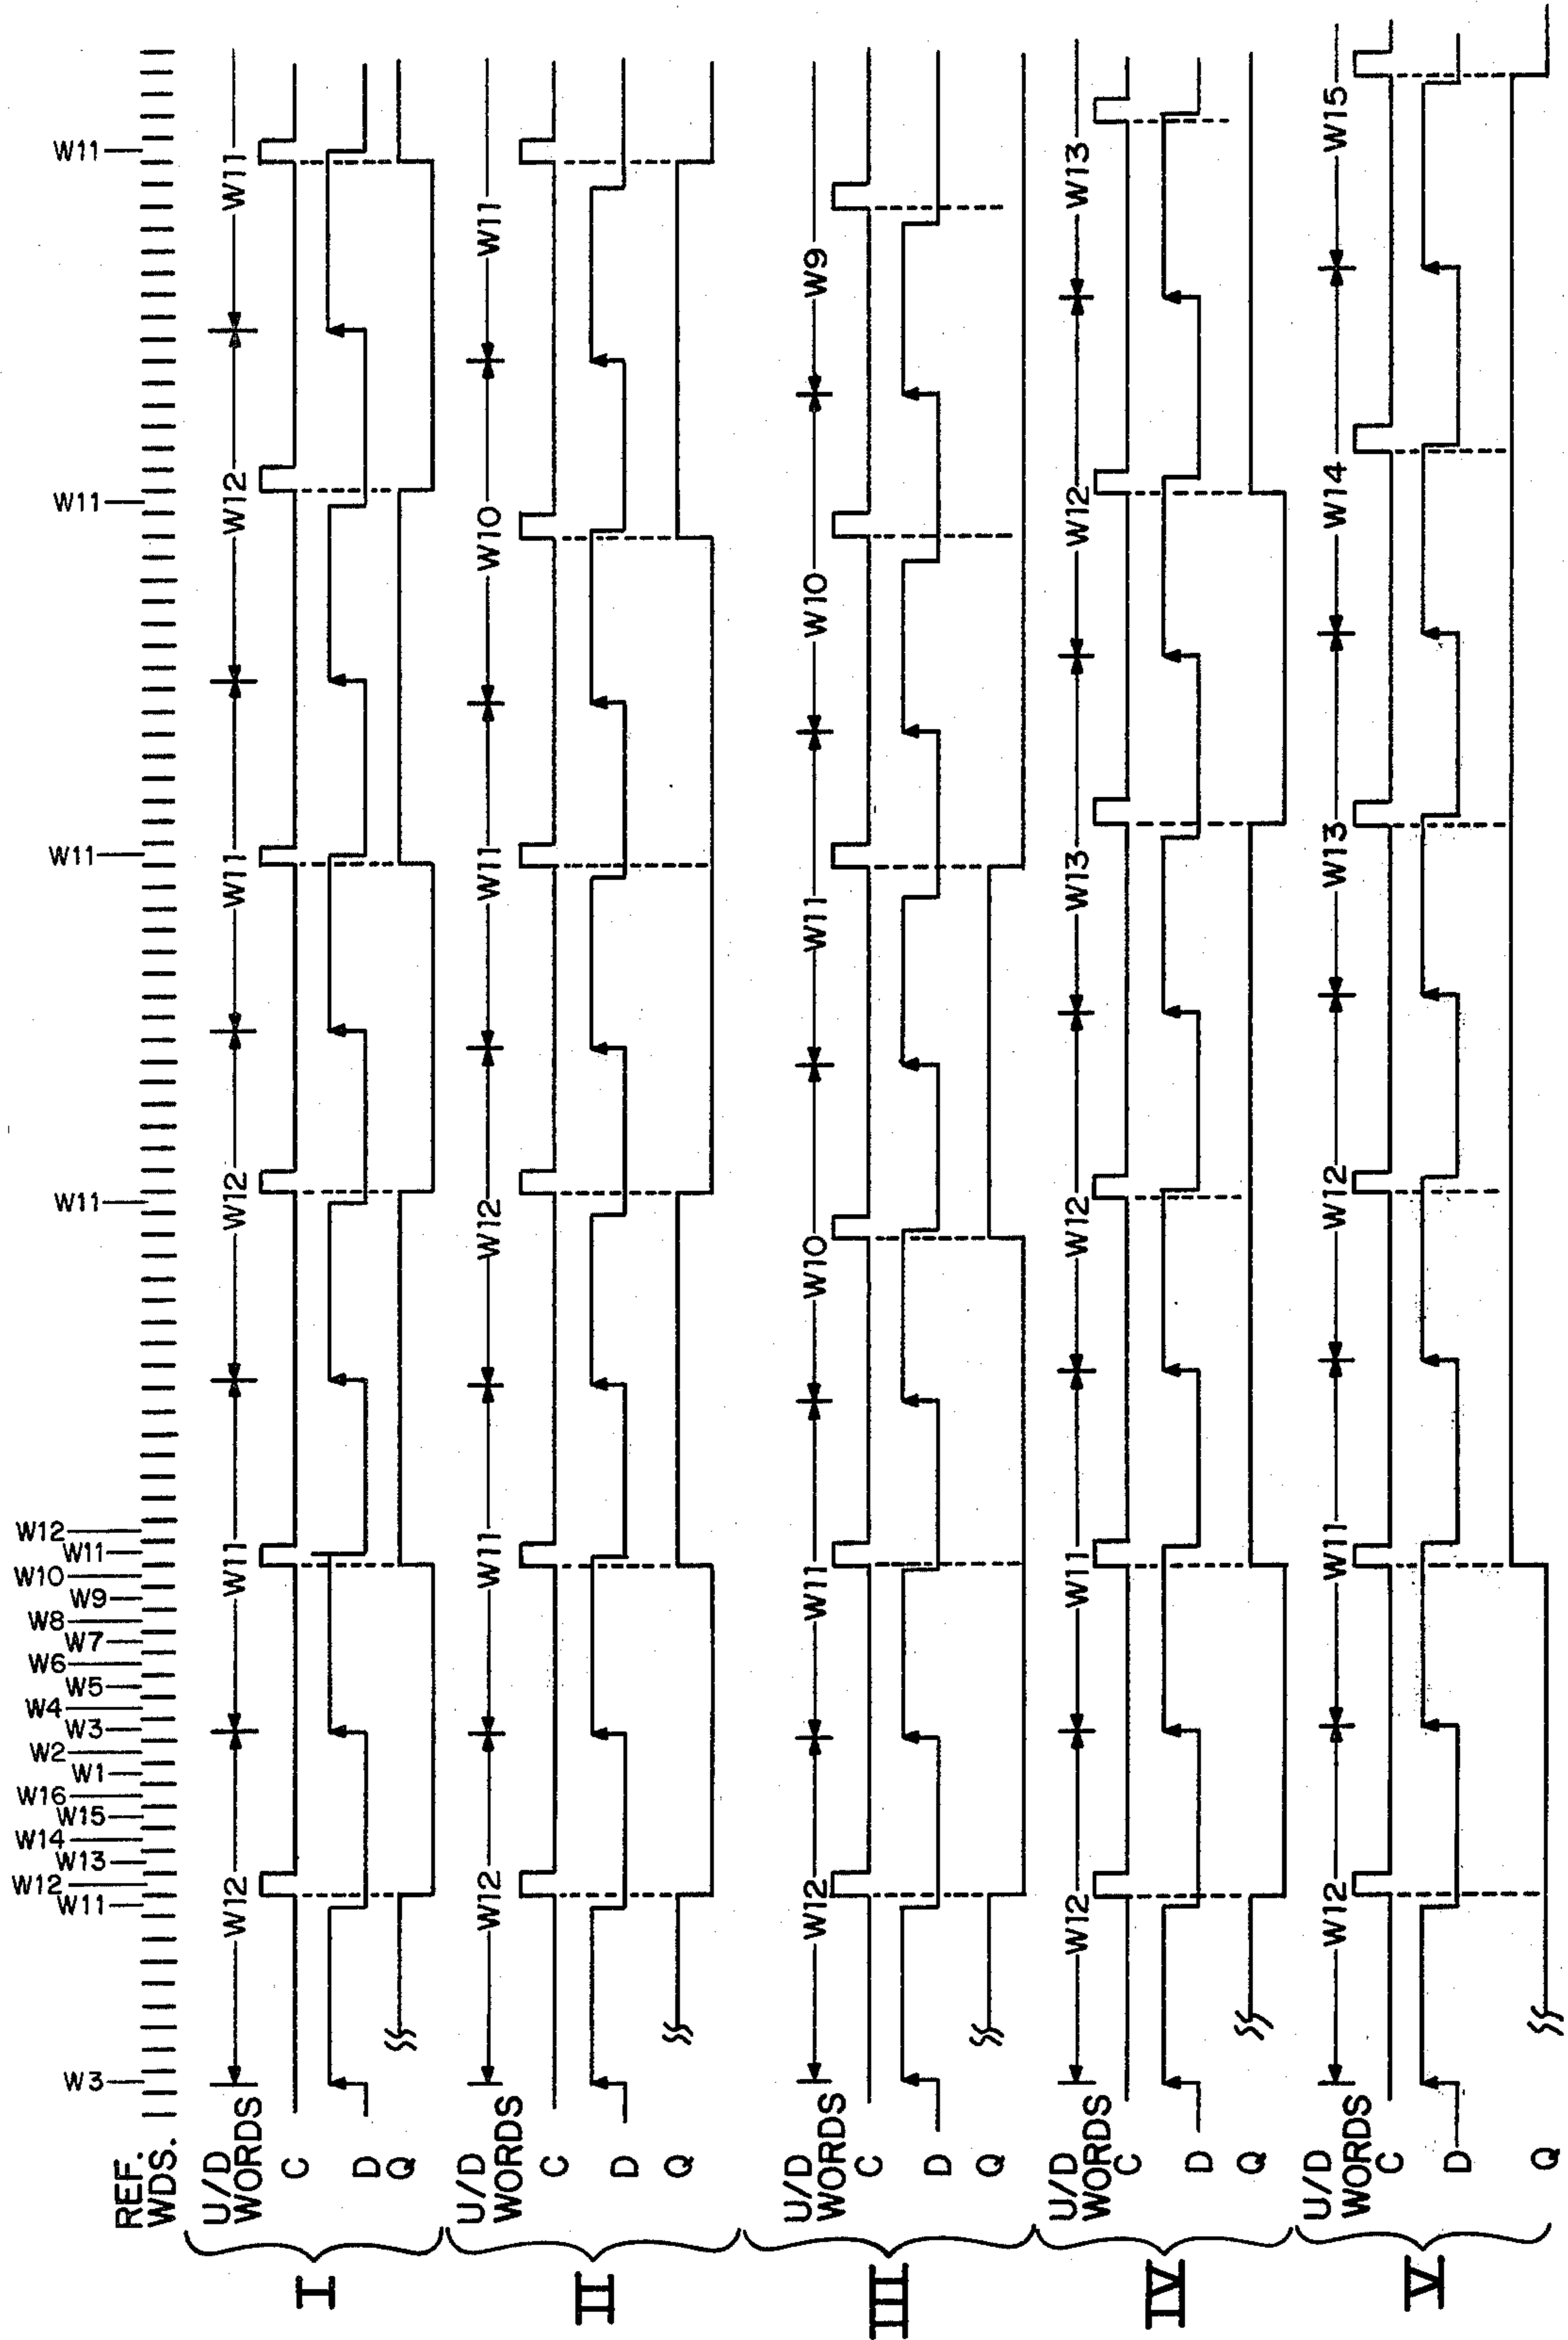 W3 W11 W12 W13 W14 W15 W16 W1 W2 W3 W4 W5 W6 W7 W8 W9 W10 W11 W12 W11 W11 W11 W11
REF.
WDS.
I
U/D
WORDS
W12 W11 W12 W11 W12 W11
C
D
Q
II
U/D
WORDS
W12 W11 W12 W11 W10 W11
C
D
Q
III
U/D
WORDS
W12 W11 W10 W11 W10 W9
C
D
Q
IV
U/D
WORDS
W12 W11 W12 W13 W12 W13
C
D
Q
V
U/D
WORDS
W12 W11 W12 W13 W14 W15
C
D
Q